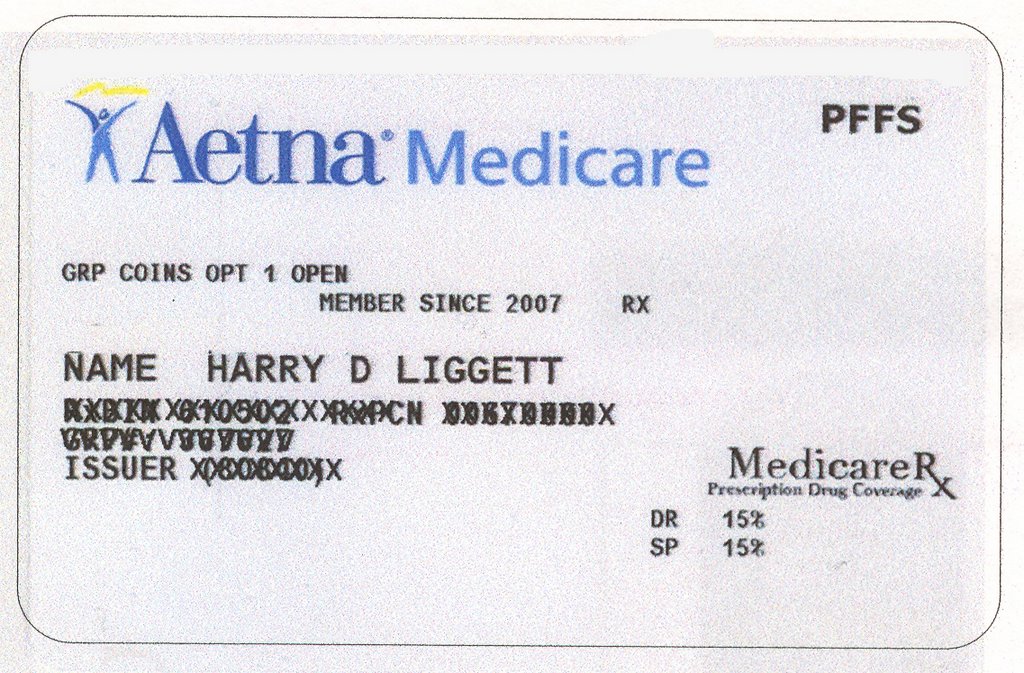 Aetna® Medicare
PFFS
GRP COINS OPT 1 OPEN
MEMBER SINCE 2007 RX
NAME HARRY D LIGGETT
ISSUER
MedicareRx
Prescription Drug Coverage
DR 15%
SP 15%